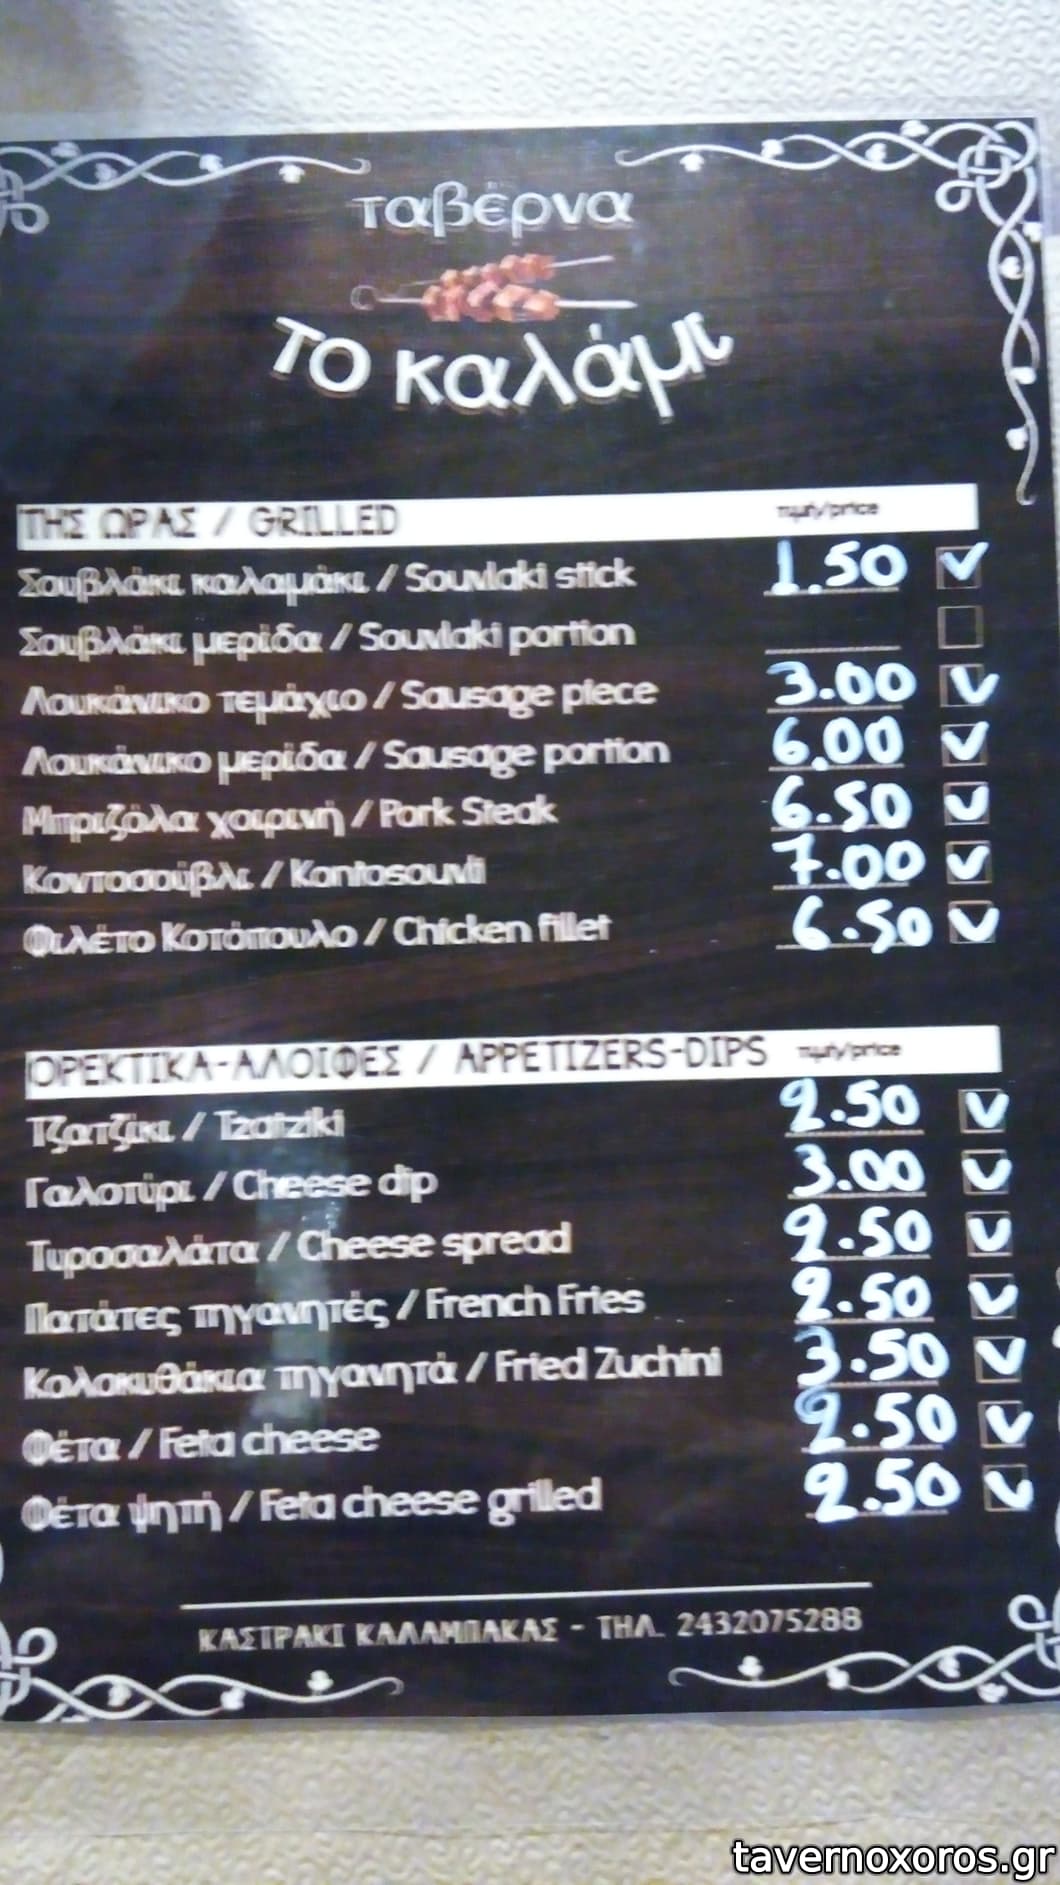 ταβέρνα
Το καλάμι
ΤΗΣ ΩΡΑΣ / GRILLED τιμή/price
Σουβλάκι καλαμάκι / Souvlaki stick 1.50 V
Σουβλάκι μερίδα / Souvlaki portion
Λουκάνικο τεμάχιο / Sausage piece 3.00 V
Λουκάνικο μερίδα / Sausage portion 6.00 V
Μπριζόλα χοιρινή / Pork Steak 6.50 V
Κοντοσούβλι / Kontosouvli 7.00 V
Φιλέτο Κοτόπουλο / Chicken fillet 6.50 V
ΟΡΕΚΤΙΚΑ-ΑΛΟΙΦΕΣ / APPETIZERS-DIPS τιμή/price
Τζατζίκι / Tzatziki 2.50 V
Γαλοτύρι / Cheese dip 3.00 V
Τυροσαλάτα / Cheese spread 2.50 V
Πατάτες τηγανητές / French Fries 2.50 V
Κολοκυθάκια τηγανητά / Fried Zuchini 3.50 V
Φέτα / Feta cheese 2.50 V
Φέτα ψητή / Feta cheese grilled 2.50 V
ΚΑΣΤΡΑΚΙ ΚΑΛΑΜΠΑΚΑΣ - ΤΗΛ. 2432075288
tavernoxoros.gr